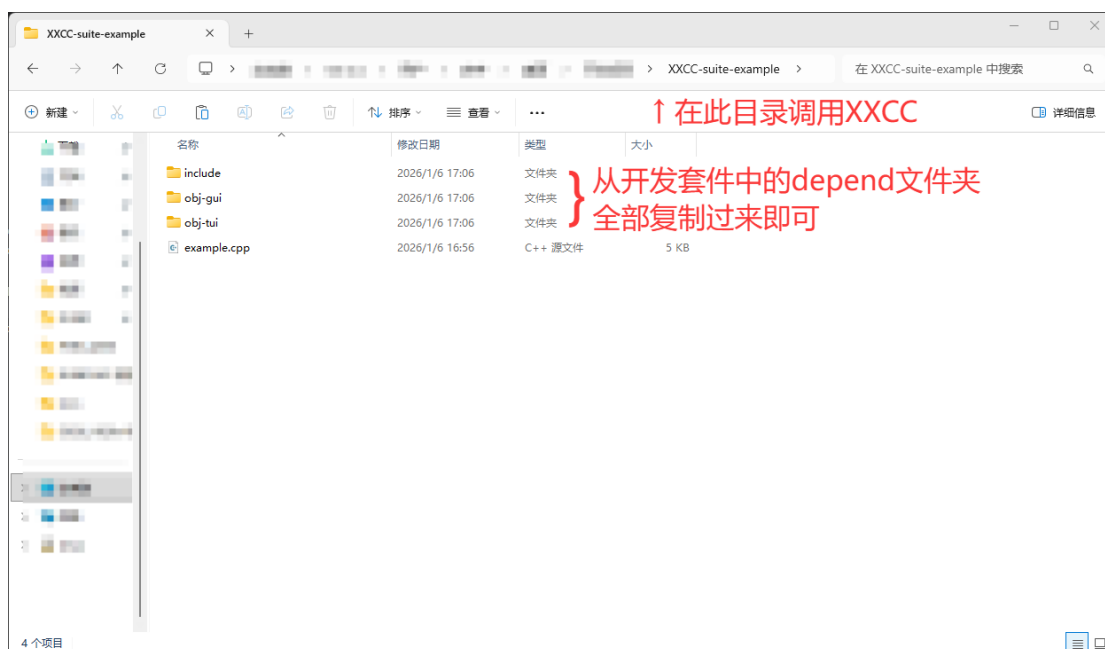 XXCC-suite-example
XXCC-suite-example
在 XXCC-suite-example 中搜索
新建
排序
查看
详细信息
↑在此目录调用XXCC
名称 修改日期 类型 大小
include 2026/1/6 17:06 文件夹
obj-gui 2026/1/6 17:06 文件夹
obj-tui 2026/1/6 17:06 文件夹
example.cpp 2026/1/6 16:56 C++ 源文件 5 KB
从开发套件中的depend文件夹
全部复制过来即可
4 个项目